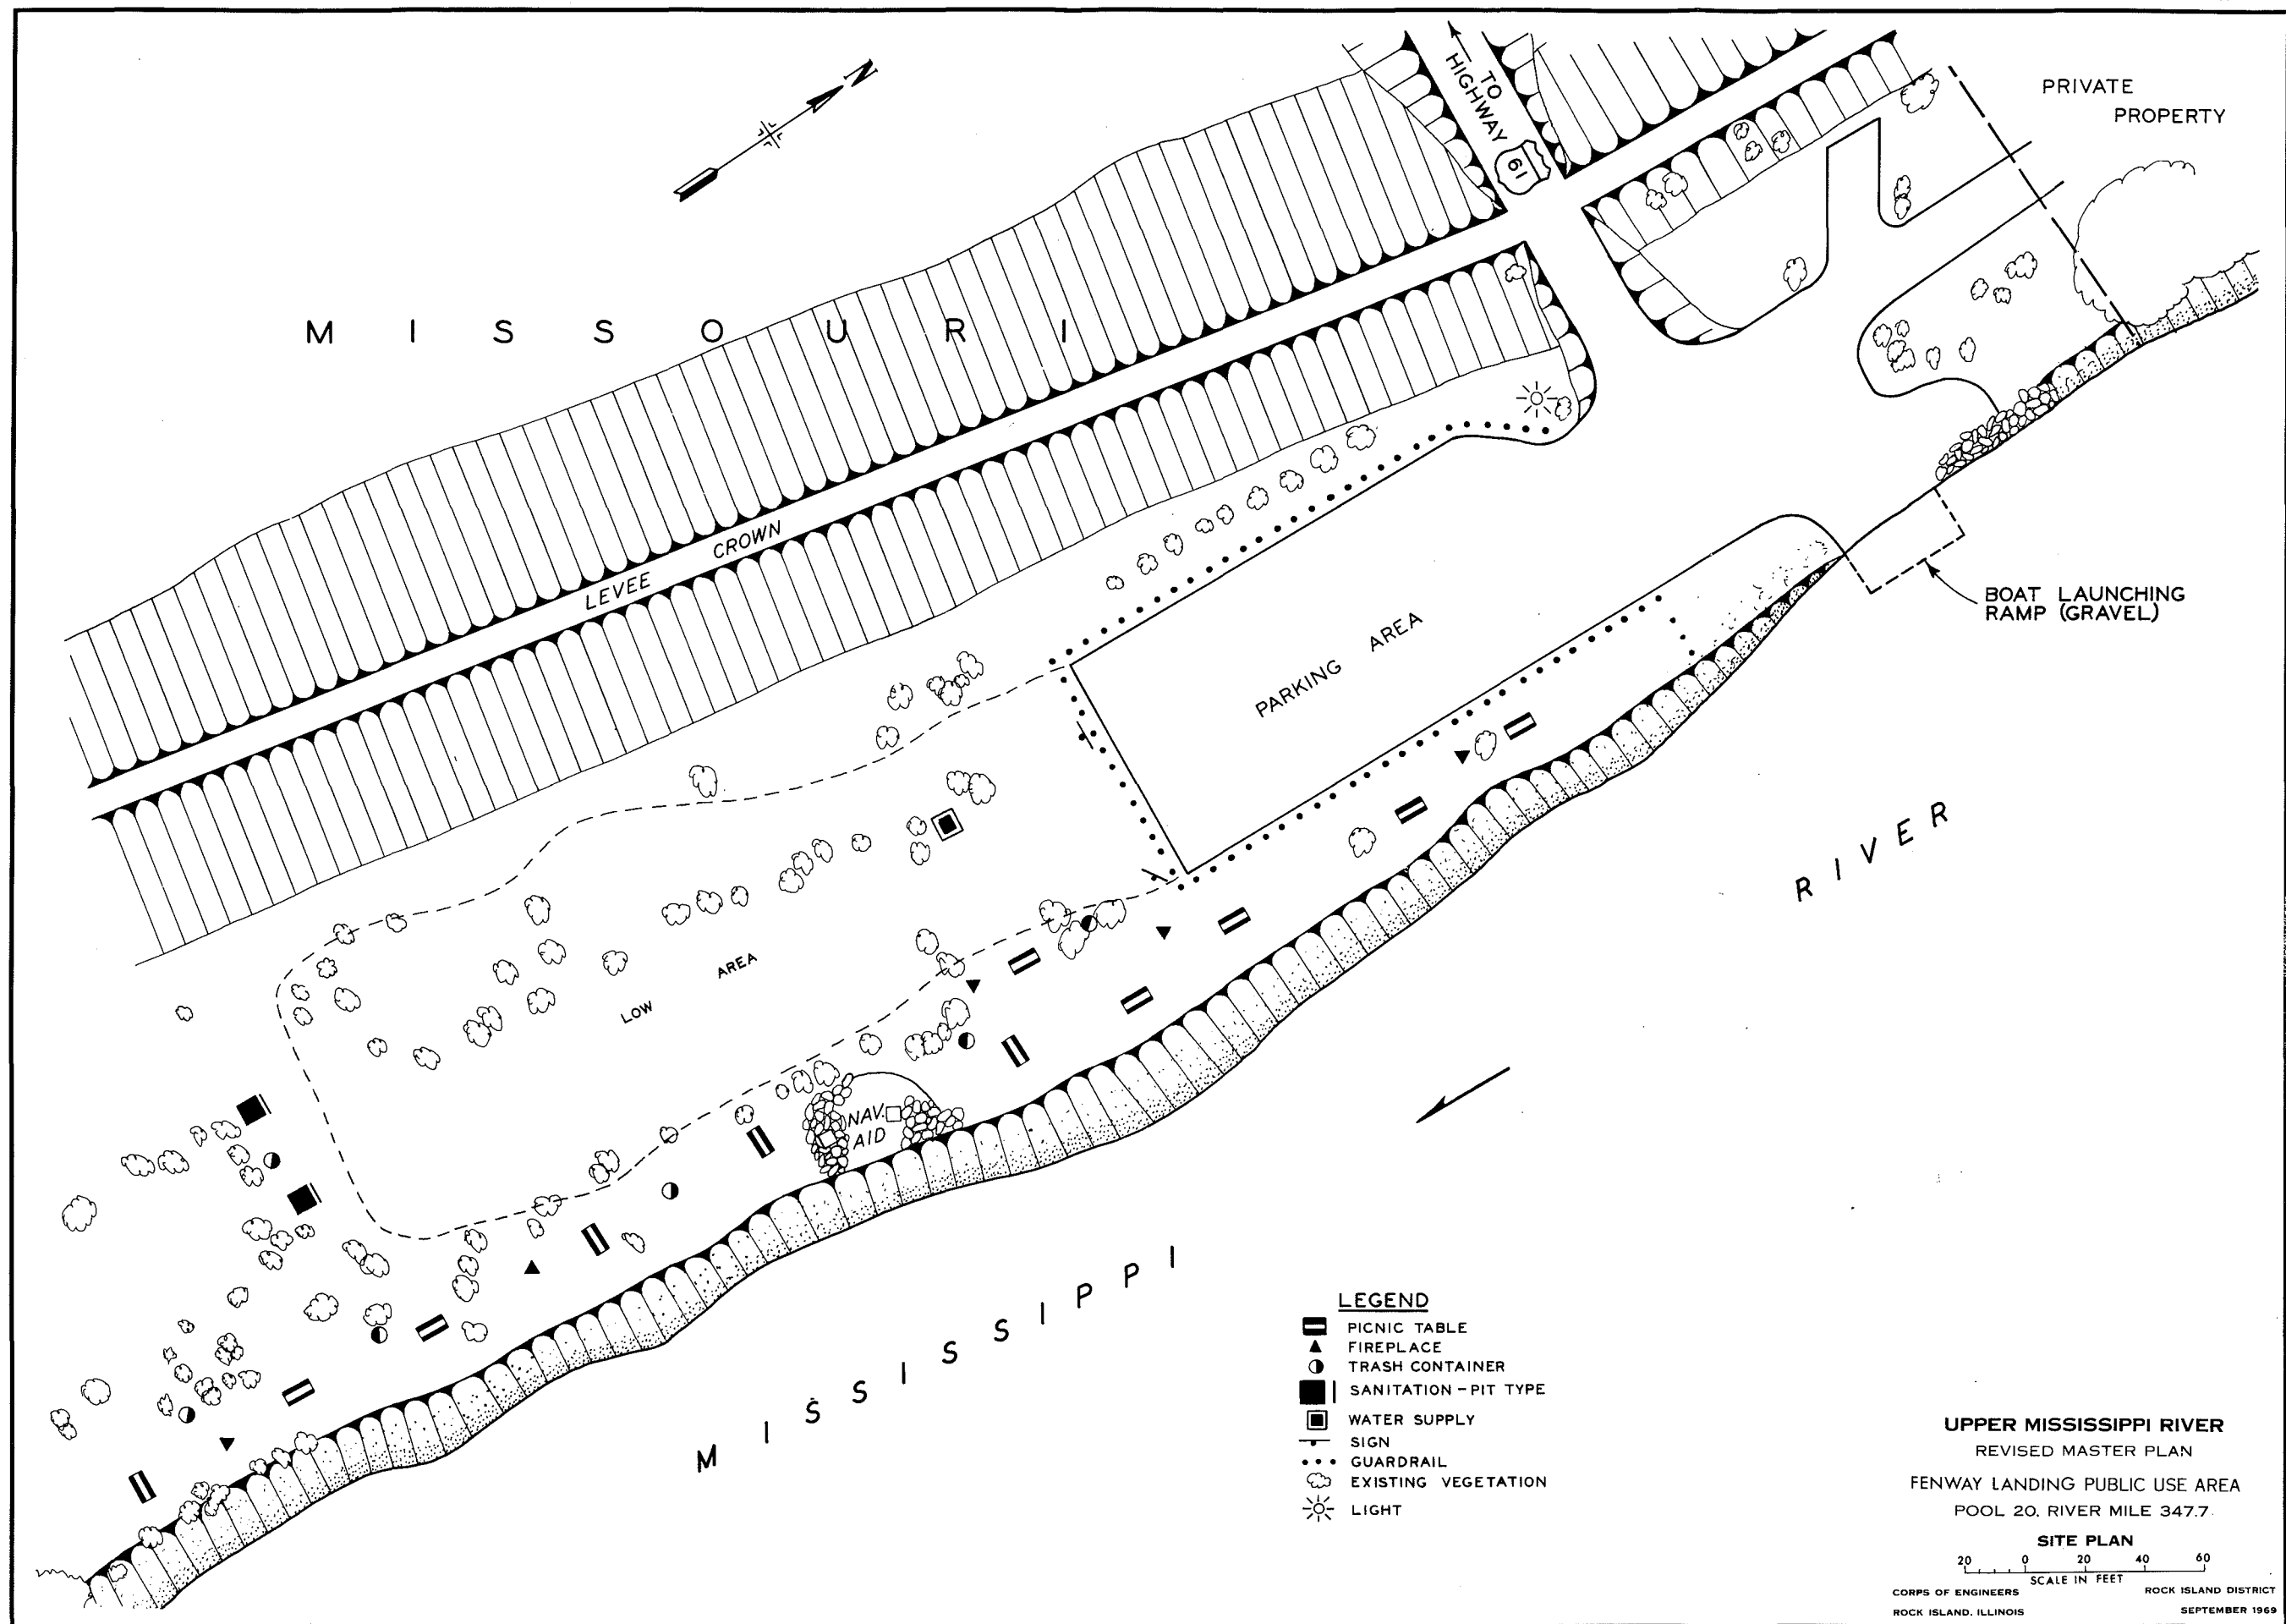 N
TO
HIGHWAY
61
PRIVATE
PROPERTY
MISSOURI
LEVEE CROWN
BOAT LAUNCHING
RAMP (GRAVEL)
PARKING AREA
LOW AREA
NAV.
AID
MISSISSIPPI RIVER
LEGEND
PICNIC TABLE
FIREPLACE
TRASH CONTAINER
SANITATION - PIT TYPE
WATER SUPPLY
SIGN
GUARDRAIL
EXISTING VEGETATION
LIGHT
UPPER MISSISSIPPI RIVER
REVISED MASTER PLAN
FENWAY LANDING PUBLIC USE AREA
POOL 20, RIVER MILE 347.7
SITE PLAN
20 0 20 40 60
SCALE IN FEET
CORPS OF ENGINEERS ROCK ISLAND DISTRICT
ROCK ISLAND, ILLINOIS SEPTEMBER 1969